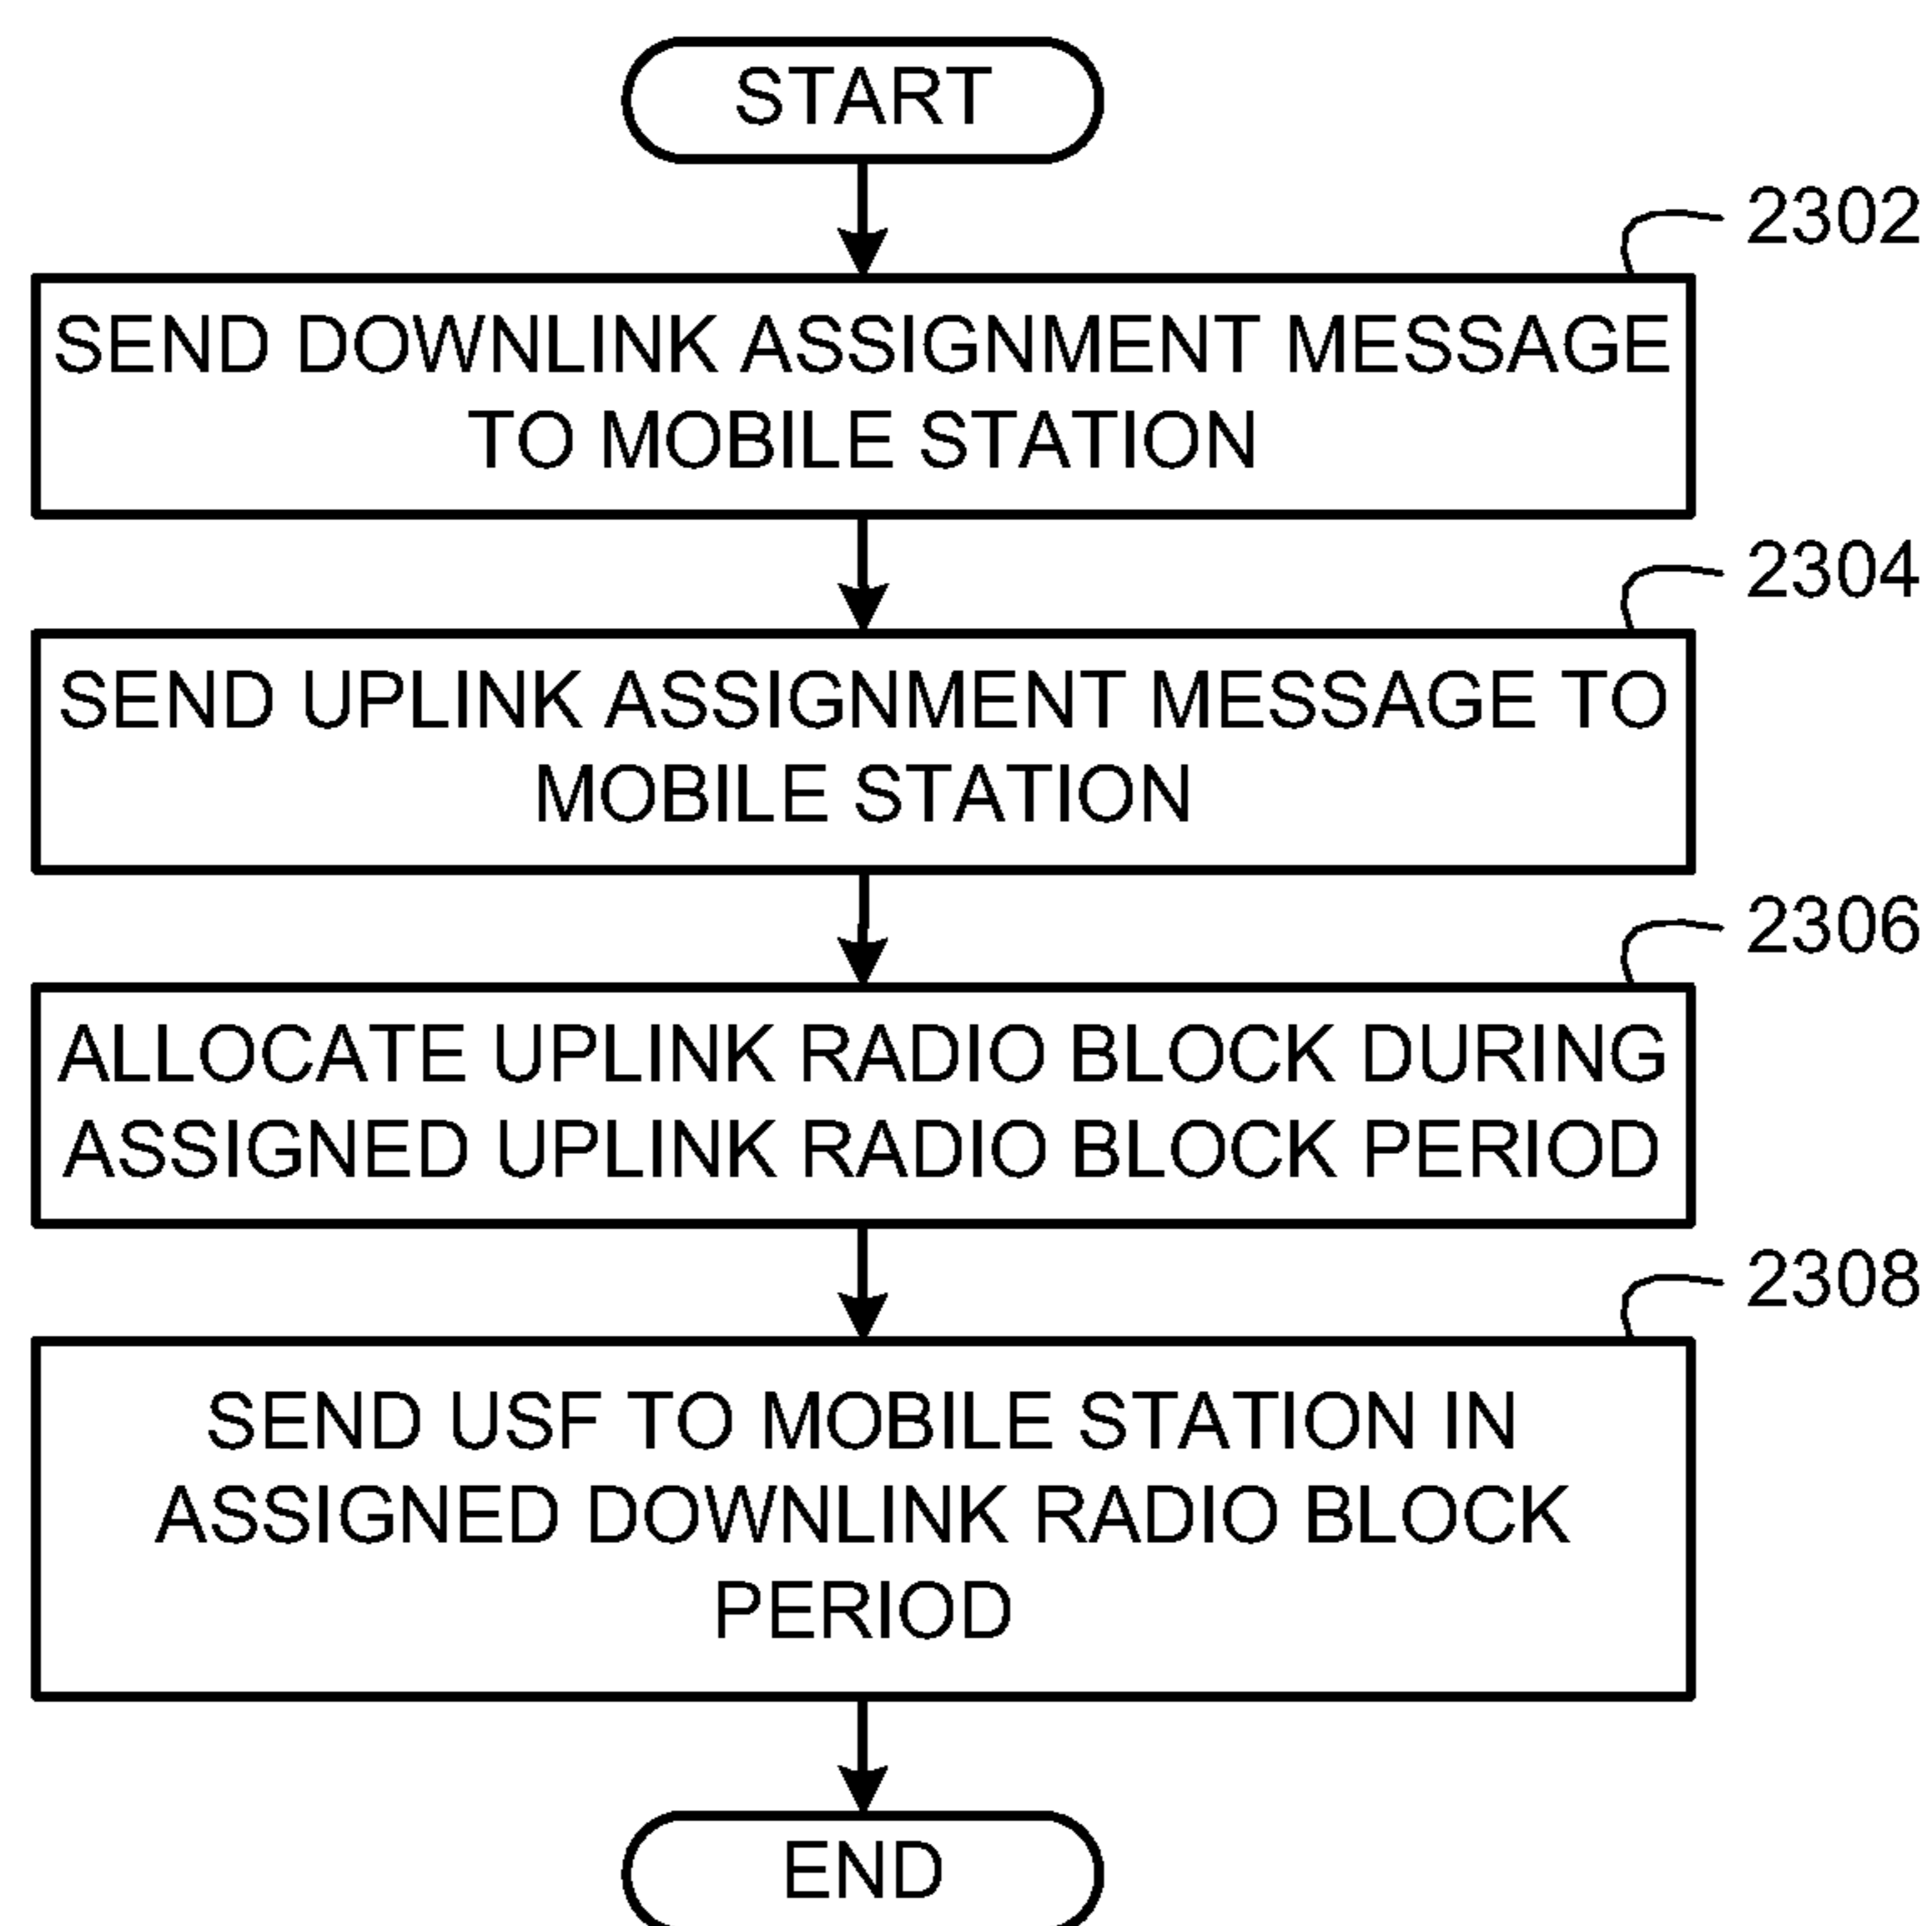 START
2302
SEND DOWNLINK ASSIGNMENT MESSAGE
TO MOBILE STATION
2304
SEND UPLINK ASSIGNMENT MESSAGE TO
MOBILE STATION
2306
ALLOCATE UPLINK RADIO BLOCK DURING
ASSIGNED UPLINK RADIO BLOCK PERIOD
2308
SEND USF TO MOBILE STATION IN
ASSIGNED DOWNLINK RADIO BLOCK
PERIOD
END